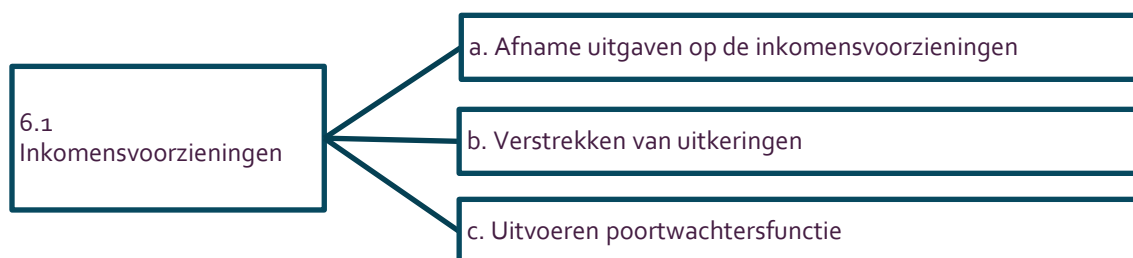 6.1
Inkomensvoorzieningen
a. Afname uitgaven op de inkomensvoorzieningen
b. Verstrekken van uitkeringen
c. Uitvoeren poortwachtersfunctie